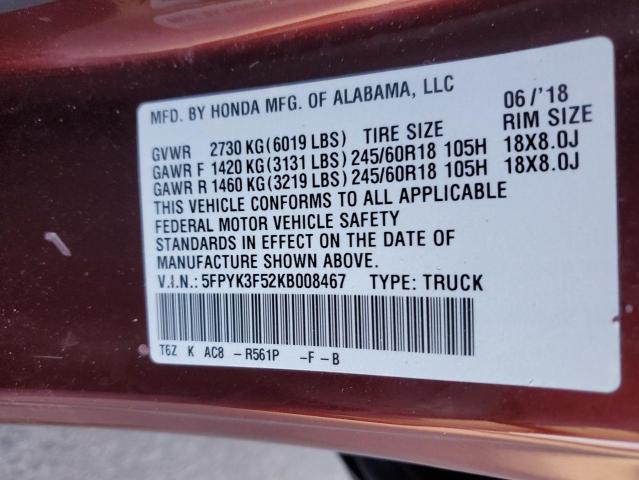 MFD. BY HONDA MFG. OF ALABAMA, LLC 06/'18
GVWR 2730 KG(6019 LBS) TIRE SIZE RIM SIZE
GAWR F 1420 KG(3131 LBS)245/60R18 105H 18X8.0J
GAWR R 1460 KG(3219 LBS)245/60R18 105H 18X8.0J
THIS VEHICLE CONFORMS TO ALL APPLICABLE
FEDERAL MOTOR VEHICLE SAFETY
STANDARDS IN EFFECT ON THE DATE OF
MANUFACTURE SHOWN ABOVE.
V.I.N.: 5FPYK3F52KB008467 TYPE: TRUCK
T6Z K AC8 -R561P -F-B